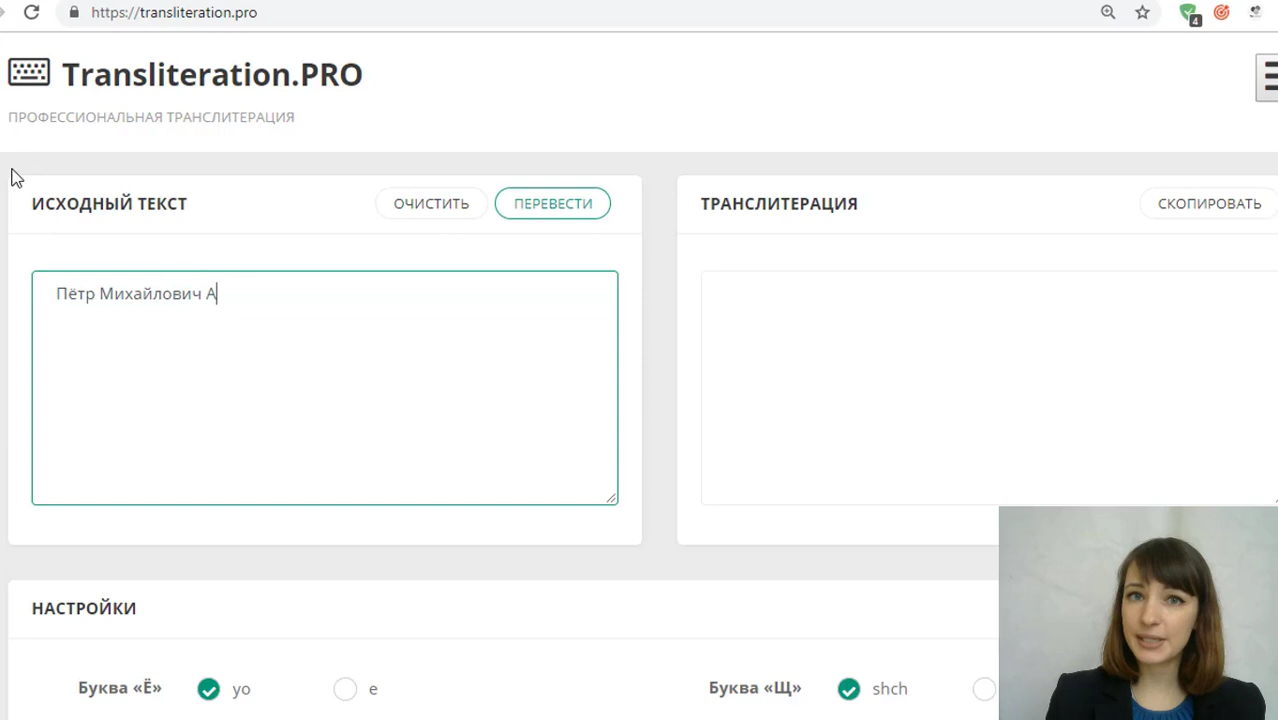 https://transliteration.pro
4
Transliteration.PRO
ПРОФЕССИОНАЛЬНАЯ ТРАНСЛИТЕРАЦИЯ
ИСХОДНЫЙ ТЕКСТ ОЧИСТИТЬ ПЕРЕВЕСТИ
ТРАНСЛИТЕРАЦИЯ СКОПИРОВАТЬ
Пётр Михайлович А
НАСТРОЙКИ
Буква «Ё» yo e
Буква «Щ» shch